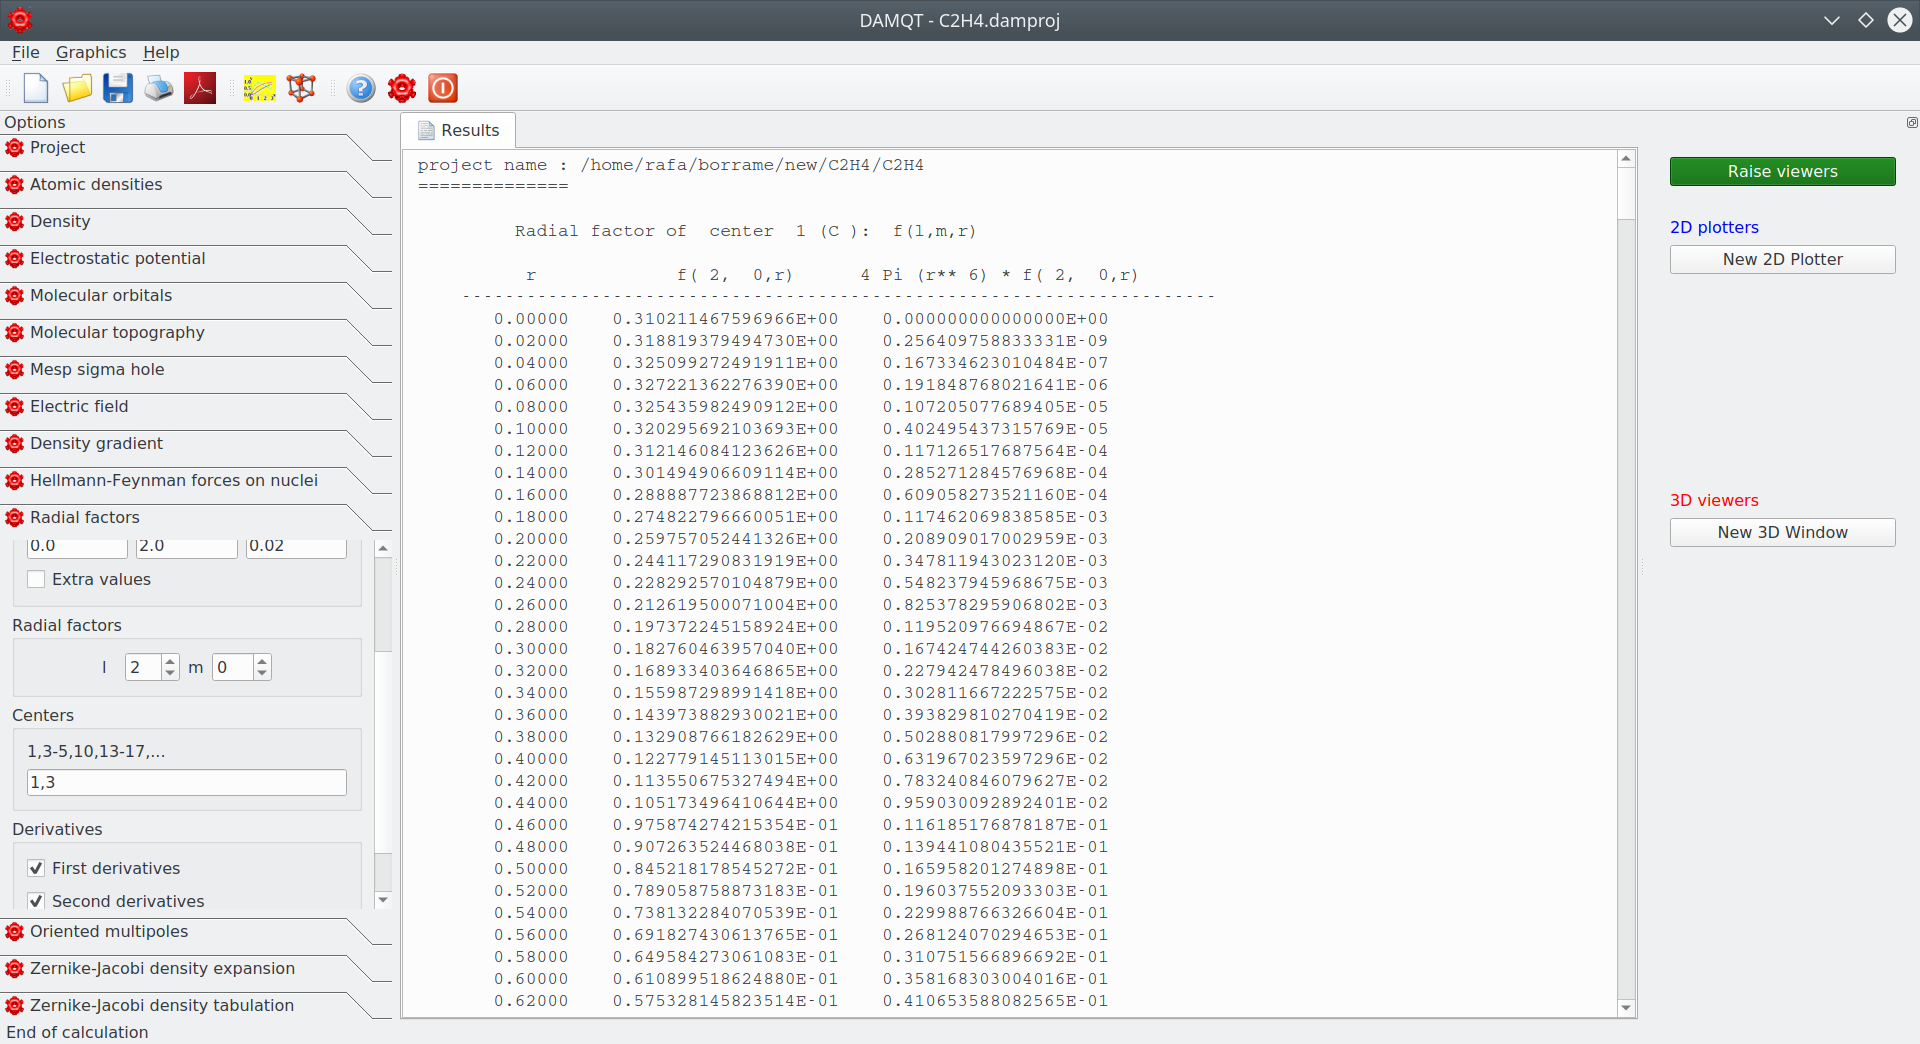 DAMQT - C2H4.damproj
File Graphics Help
Options
Project
Atomic densities
Density
Electrostatic potential
Molecular orbitals
Molecular topography
Mesp sigma hole
Electric field
Density gradient
Hellmann-Feynman forces on nuclei
Radial factors
0.0 2.0 0.02
Extra values
Radial factors
l 2 m 0
Centers
1,3-5,10,13-17,...
1,3
Derivatives
First derivatives
Second derivatives
Oriented multipoles
Zernike-Jacobi density expansion
Zernike-Jacobi density tabulation
End of calculation
Results
project name : /home/rafa/borrame/new/C2H4/C2H4
==============
Radial factor of center 1 (C ): f(l,m,r)
r f( 2, 0,r) 4 Pi (r** 6) * f( 2, 0,r)
----------------------------------------------------------------------
0.00000 0.310211467596966E+00 0.000000000000000E+00
0.02000 0.318819379494730E+00 0.256409758833331E-09
0.04000 0.325099272491911E+00 0.167334623010484E-07
0.06000 0.327221362276390E+00 0.191848768021641E-06
0.08000 0.325435982490912E+00 0.107205077689405E-05
0.10000 0.320295692103693E+00 0.402495437315769E-05
0.12000 0.312146084123626E+00 0.117126517687564E-04
0.14000 0.301494906609114E+00 0.285271284576968E-04
0.16000 0.288887723868812E+00 0.609058273521160E-04
0.18000 0.274822796660051E+00 0.117462069838585E-03
0.20000 0.259757052441326E+00 0.208909017002959E-03
0.22000 0.244117290831919E+00 0.347811943023120E-03
0.24000 0.228292570104879E+00 0.548237945968675E-03
0.26000 0.212619500071004E+00 0.825378295906802E-03
0.28000 0.197372245158924E+00 0.119520976694867E-02
0.30000 0.182760463957040E+00 0.167424744260383E-02
0.32000 0.168933403646865E+00 0.227942478496038E-02
0.34000 0.155987298991418E+00 0.302811667222575E-02
0.36000 0.143973882930021E+00 0.393829810270419E-02
0.38000 0.132908766182629E+00 0.502880817997296E-02
0.40000 0.122779145113015E+00 0.631967023597296E-02
0.42000 0.113550675327494E+00 0.783240846079627E-02
0.44000 0.105173496410644E+00 0.959030092892401E-02
0.46000 0.975874274215354E-01 0.116185176878187E-01
0.48000 0.907263524468038E-01 0.139441080435521E-01
0.50000 0.845218178545272E-01 0.165958201274898E-01
0.52000 0.789058758873183E-01 0.196037552093303E-01
0.54000 0.738132284070539E-01 0.229988766326604E-01
0.56000 0.691827430613765E-01 0.268124070294653E-01
0.58000 0.649584273061083E-01 0.310751566896692E-01
0.60000 0.610899518624880E-01 0.358168303004016E-01
0.62000 0.575328145823514E-01 0.410653588082565E-01
Raise viewers
2D plotters
New 2D Plotter
3D viewers
New 3D Window